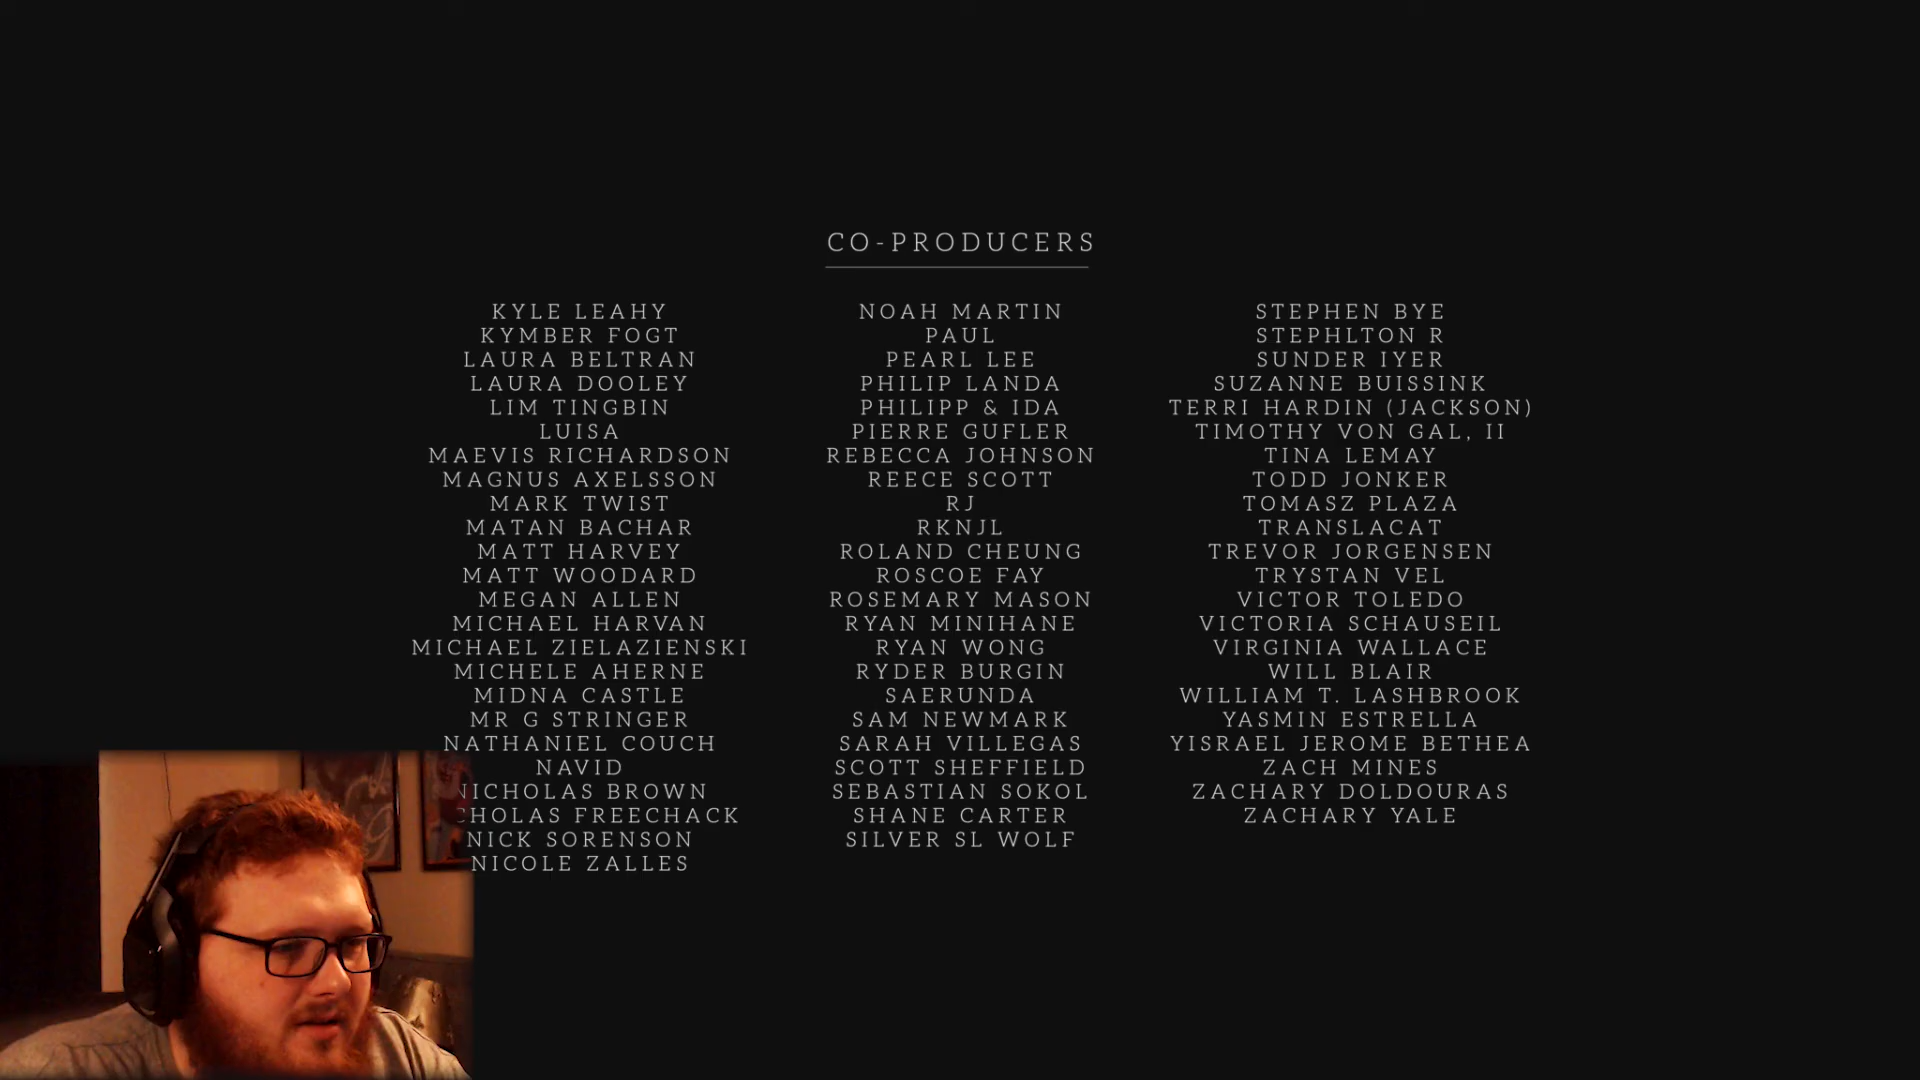 CO-PRODUCERS
KYLE LEAHY
KYMBER FOGT
LAURA BELTRAN
LAURA DOOLEY
LIM TINGBIN
LUISA
MAEVIS RICHARDSON
MAGNUS AXELSSON
MARK TWIST
MATAN BACHAR
MATT HARVEY
MATT WOODARD
MEGAN ALLEN
MICHAEL HARVAN
MICHAEL ZIELAZIENSKI
MICHELE AHERNE
MIDNA CASTLE
MR G STRINGER
NATHANIEL COUCH
NAVID
NICHOLAS BROWN
CHOLAS FREECHACK
NICK SORENSON
NICOLE ZALLES
NOAH MARTIN
PAUL
PEARL LEE
PHILIP LANDA
PHILIPP & IDA
PIERRE GUFLER
REBECCA JOHNSON
REECE SCOTT
RJ
RKNJL
ROLAND CHEUNG
ROSCOE FAY
ROSEMARY MASON
RYAN MINIHANE
RYAN WONG
RYDER BURGIN
SAERUNDA
SAM NEWMARK
SARAH VILLEGAS
SCOTT SHEFFIELD
SEBASTIAN SOKOL
SHANE CARTER
SILVER SL WOLF
STEPHEN BYE
STEPHLTON R
SUNDER IYER
SUZANNE BUISSINK
TERRI HARDIN (JACKSON)
TIMOTHY VON GAL, II
TINA LEMAY
TODD JONKER
TOMASZ PLAZA
TRANSLACAT
TREVOR JORGENSEN
TRYSTAN VEL
VICTOR TOLEDO
VICTORIA SCHAUSEIL
VIRGINIA WALLACE
WILL BLAIR
WILLIAM T. LASHBROOK
YASMIN ESTRELLA
YISRAEL JEROME BETHEA
ZACH MINES
ZACHARY DOLDOURAS
ZACHARY YALE